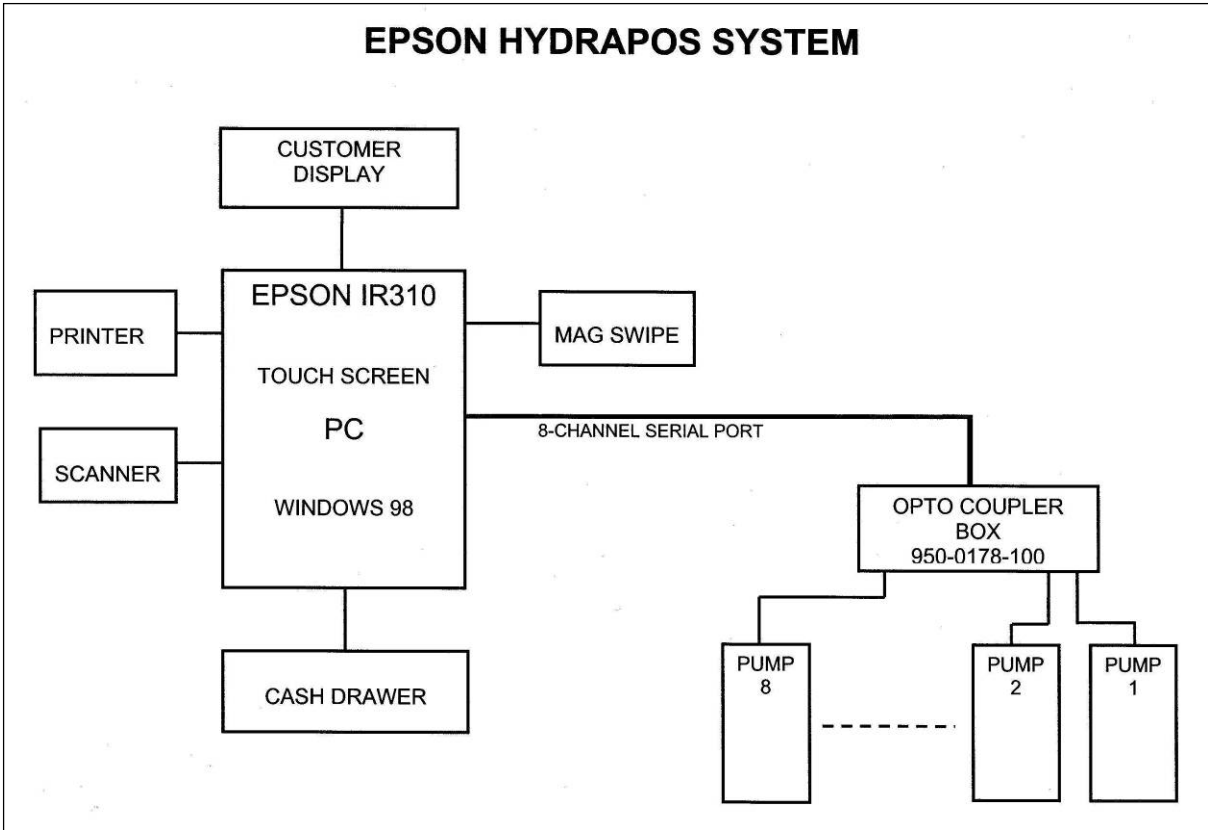 EPSON HYDRAPOS SYSTEM
CUSTOMER
DISPLAY
EPSON IR310
TOUCH SCREEN
PC
WINDOWS 98
PRINTER
SCANNER
MAG SWIPE
8-CHANNEL SERIAL PORT
CASH DRAWER
OPTO COUPLER
BOX
950-0178-100
PUMP
8
PUMP
2
PUMP
1